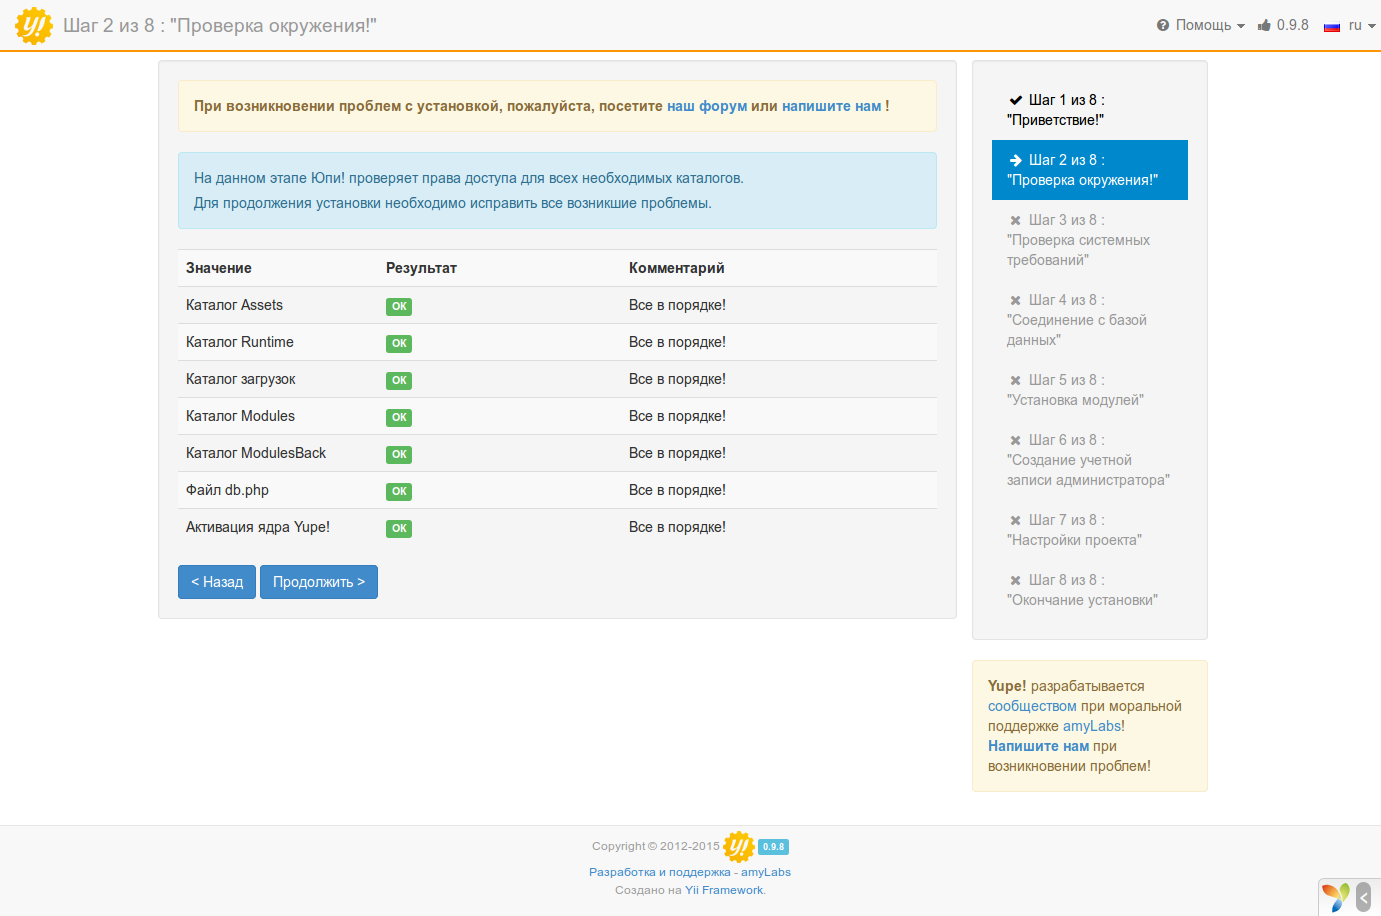 Шаг 2 из 8 : "Проверка окружения!"
Помощь 0.9.8 ru
При возникновении проблем с установкой, пожалуйста, посетите наш форум или напишите нам !
На данном этапе Юпи! проверяет права доступа для всех необходимых каталогов.
Для продолжения установки необходимо исправить все возникшие проблемы.
Значение Результат Комментарий
Каталог Assets ОК Все в порядке!
Каталог Runtime ОК Все в порядке!
Каталог загрузок ОК Все в порядке!
Каталог Modules ОК Все в порядке!
Каталог ModulesBack ОК Все в порядке!
Файл db.php ОК Все в порядке!
Активация ядра Yupe! ОК Все в порядке!
< Назад Продолжить >
Шаг 1 из 8 :
"Приветствие!"
Шаг 2 из 8 :
"Проверка окружения!"
Шаг 3 из 8 :
"Проверка системных
требований"
Шаг 4 из 8 :
"Соединение с базой
данных"
Шаг 5 из 8 :
"Установка модулей"
Шаг 6 из 8 :
"Создание учетной
записи администратора"
Шаг 7 из 8 :
"Настройки проекта"
Шаг 8 из 8 :
"Окончание установки"
Yupe! разрабатывается
сообществом при моральной
поддержке amyLabs!
Напишите нам при
возникновении проблем!
Copyright © 2012-2015 y! 0.9.8
Разработка и поддержка - amyLabs
Создано на Yii Framework.